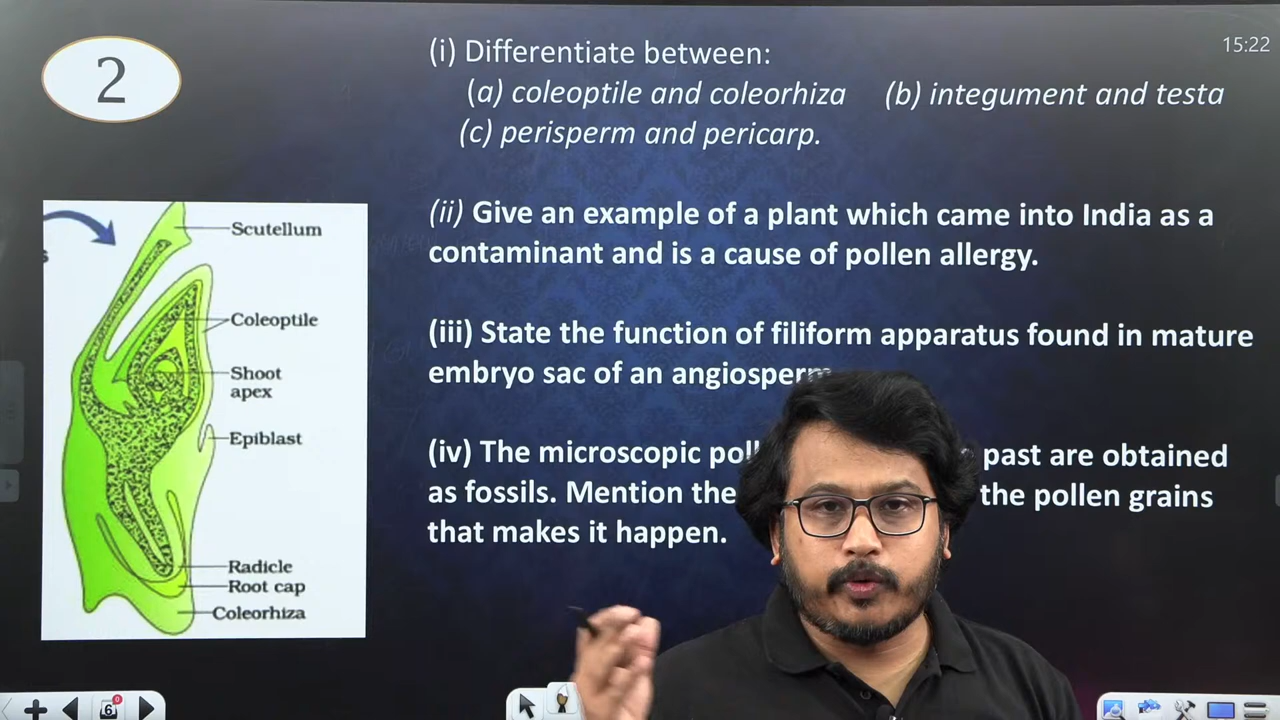 2
(i) Differentiate between:
15:22
(a) coleoptile and coleorhiza (b) integument and testa
(c) perisperm and pericarp.
(ii) Give an example of a plant which came into India as a
contaminant and is a cause of pollen allergy.
(iii) State the function of filiform apparatus found in mature
embryo sac of an angiosperm
(iv) The microscopic past are obtained
as fossils. Mention the the pollen grains
that makes it happen.
Scutellum
Coleoptile
Shoot
apex
Epiblast
Radicle
Root cap
Coleorhiza
6
0